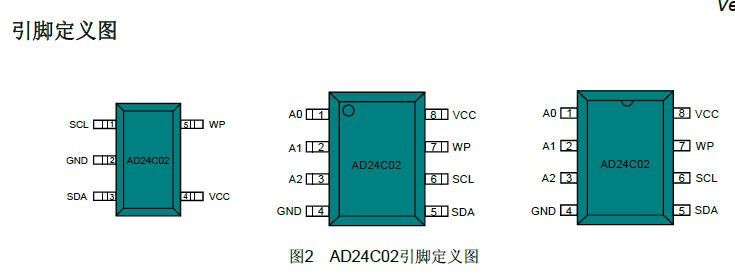 Ve
引脚定义图
SCL 1 5 WP
GND 2 AD24C02
SDA 3 4 VCC
A0 1 8 VCC
A1 2 7 WP
AD24C02
A2 3 6 SCL
GND 4 5 SDA
A0 1 8 VCC
A1 2 7 WP
AD24C02
A2 3 6 SCL
GND 4 5 SDA
图2 AD24C02引脚定义图